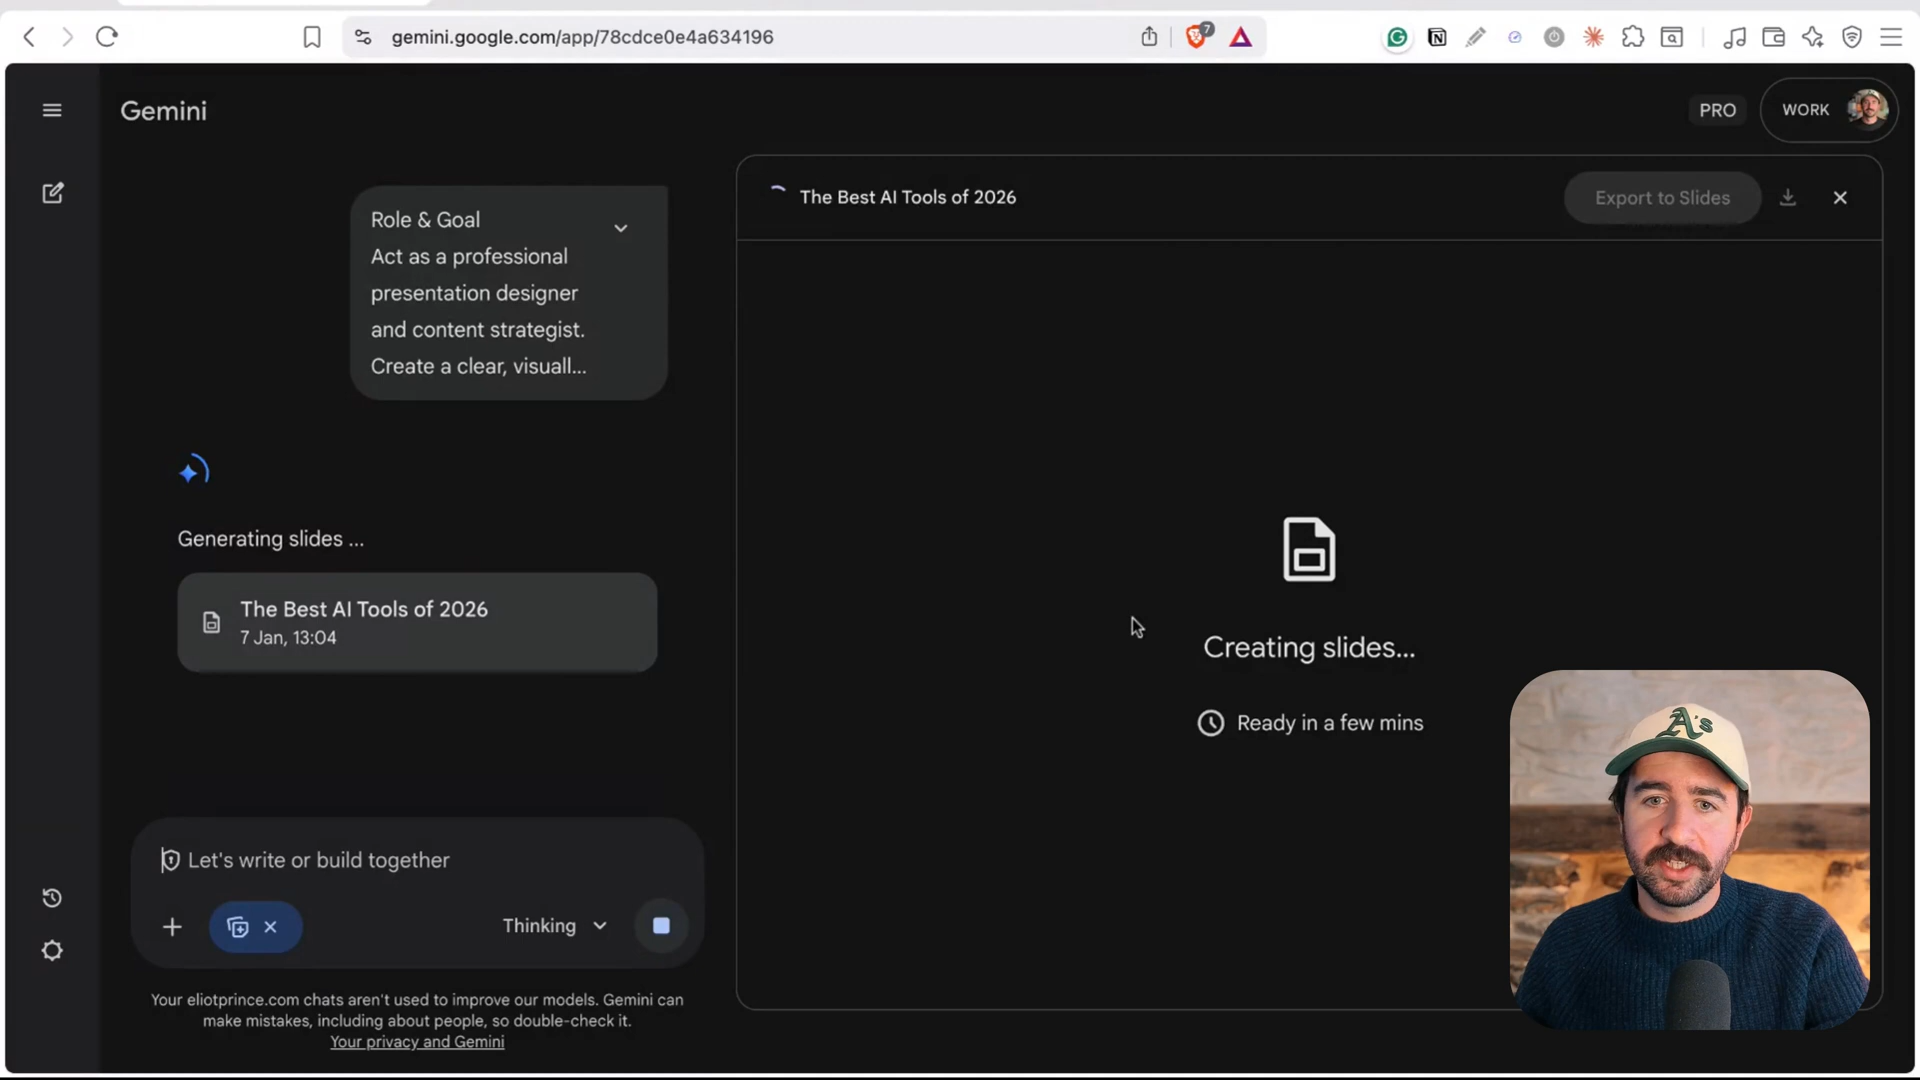 gemini.google.com/app/78cdce0e4a634196
7
Gemini
PRO
WORK
Role & Goal
Act as a professional
presentation designer
and content strategist.
Create a clear, visuall...
Generating slides ...
The Best AI Tools of 2026
7 Jan, 13:04
Let's write or build together
Thinking
Your eliotprince.com chats aren't used to improve our models. Gemini can
make mistakes, including about people, so double-check it.
Your privacy and Gemini
The Best AI Tools of 2026
Export to Slides
Creating slides...
Ready in a few mins
A's